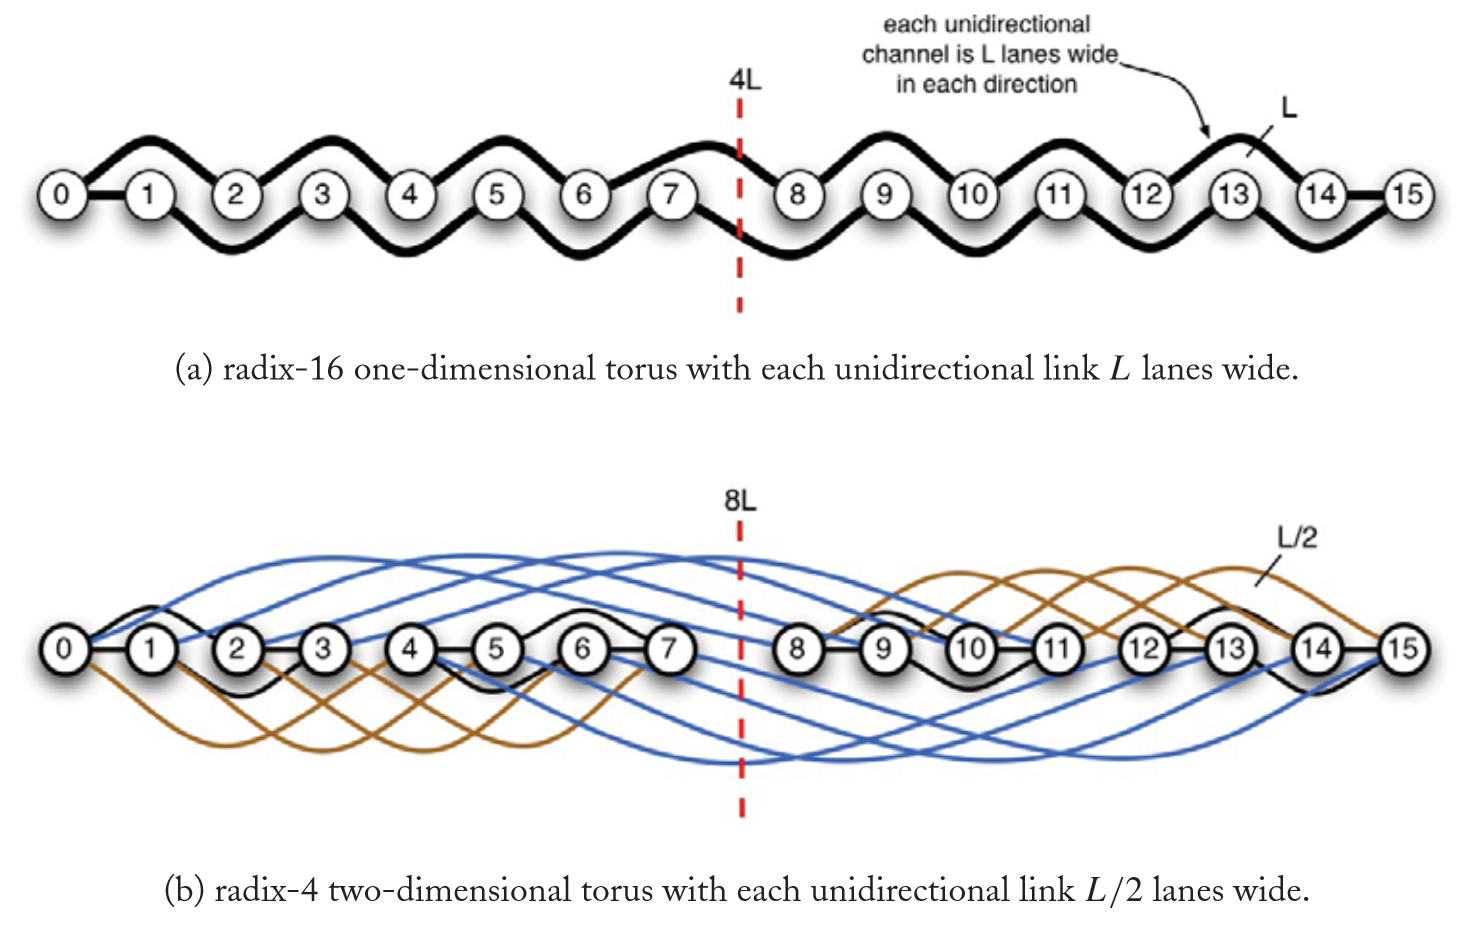 each unidirectional
channel is L lanes wide
in each direction
4L
L
0 1 2 3 4 5 6 7 8 9 10 11 12 13 14 15
(a) radix-16 one-dimensional torus with each unidirectional link L lanes wide.
8L
L/2
0 1 2 3 4 5 6 7 8 9 10 11 12 13 14 15
(b) radix-4 two-dimensional torus with each unidirectional link L/2 lanes wide.